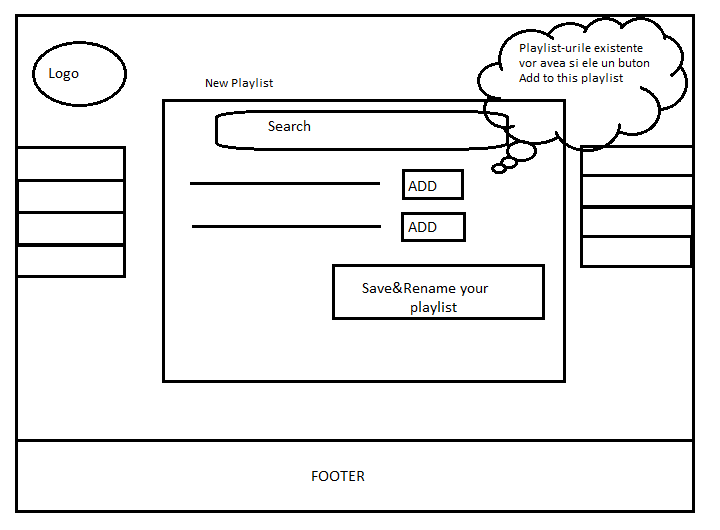 Logo
Playlist-urile existente
vor avea si ele un buton
Add to this playlist
New Playlist
Search
ADD
ADD
Save&Rename your
playlist
FOOTER